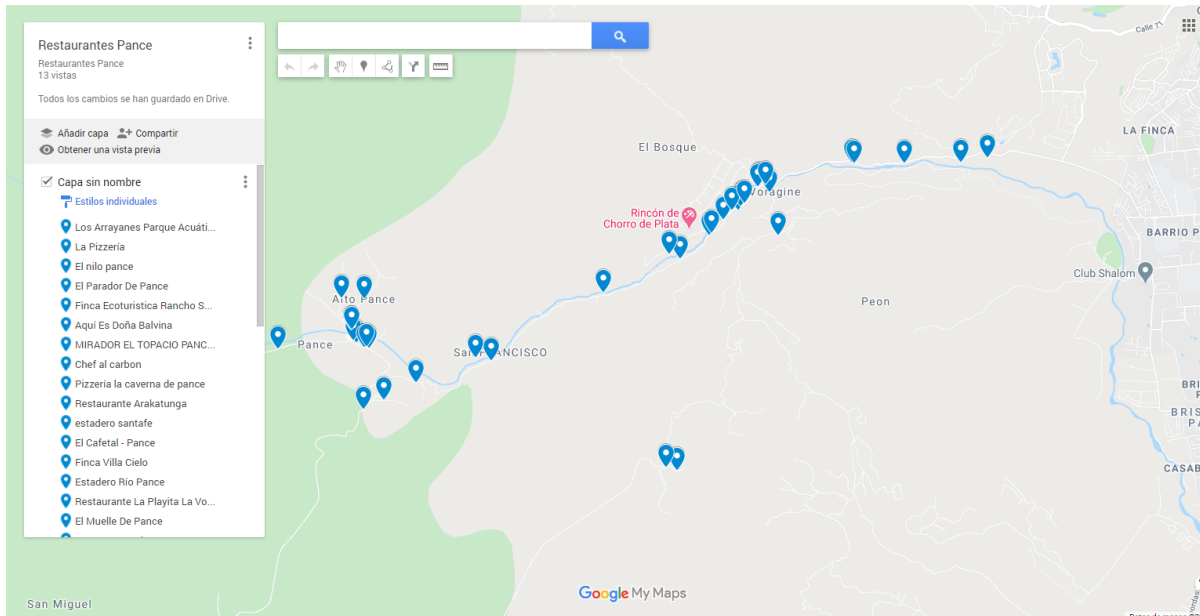 Restaurantes Pance
Restaurantes Pance
13 vistas
Todos los cambios se han guardado en Drive.
Añadir capa
Compartir
Obtener una vista previa
Capa sin nombre
Estilos individuales
Los Arrayanes Parque Acuáti...
La Pizzería
El nilo pance
El Parador De Pance
Finca Ecoturistica Rancho S...
Aquí Es Doña Balvina
MIRADOR EL TOPACIO PANC...
Chef al carbon
Pizzería la caverna de pance
Restaurante Arakatunga
estadero santafe
El Cafetal - Pance
Finca Villa Cielo
Estadero Río Pance
Restaurante La Playita La Vo...
El Muelle De Pance
Calle
LA FINCA
El Bosque
Voragine
Rincón de
Chorro de Plata
BARRIO P
Club Shalom
Alto Pance
Peon
Pance
San FRANCISCO
BRI
BRIS
PA
CASAB
San Miguel
Google My Maps